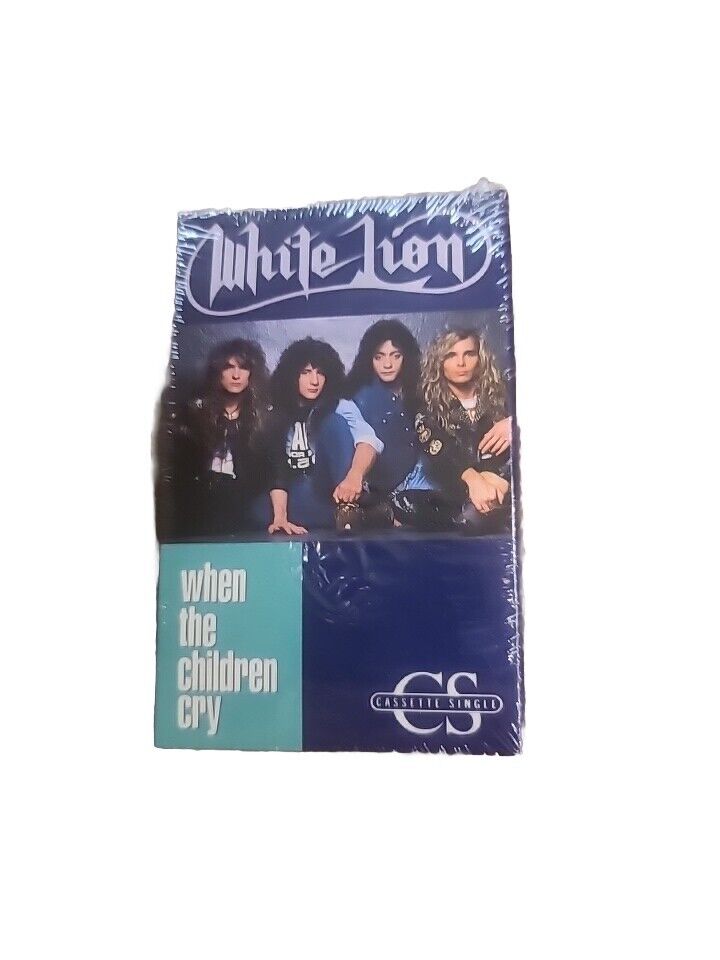 White Lion
when
the
children
cry
CS
CASSETTE SINGLE